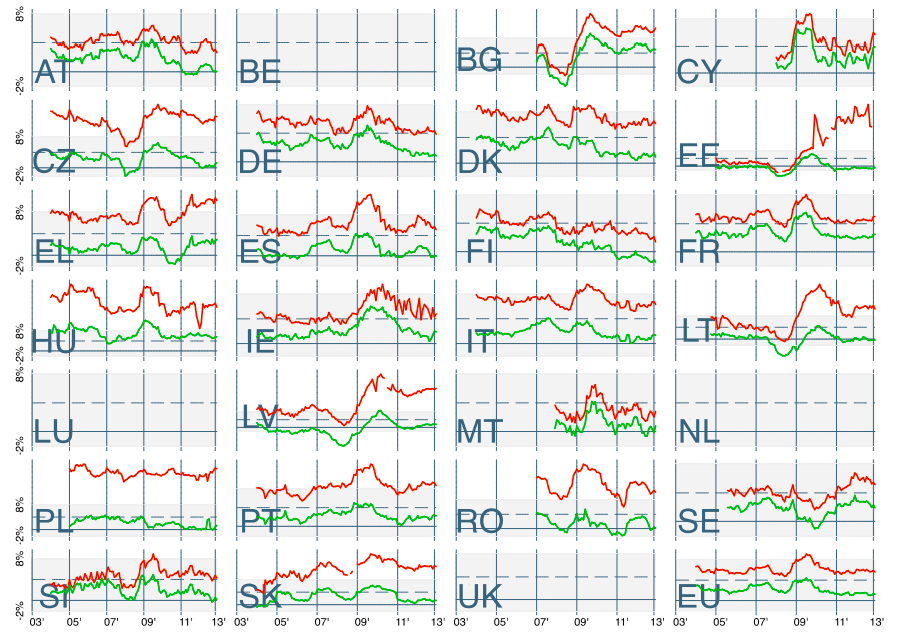 8%
2%
AT BE BG CY
8%
-2%
CZ DE DK EE
8%
2%
EL ES FI FR
8%
2%
HU IE IT LT
8%
2%
LU LV MT NL
8%
2%
PL PT RO SE
8%
-2%
SI SK UK EU
03' 05' 07' 09' 11' 13' 03' 05' 07' 09' 11' 13' 03' 05' 07' 09' 11' 13' 03' 05' 07' 09' 11' 13'